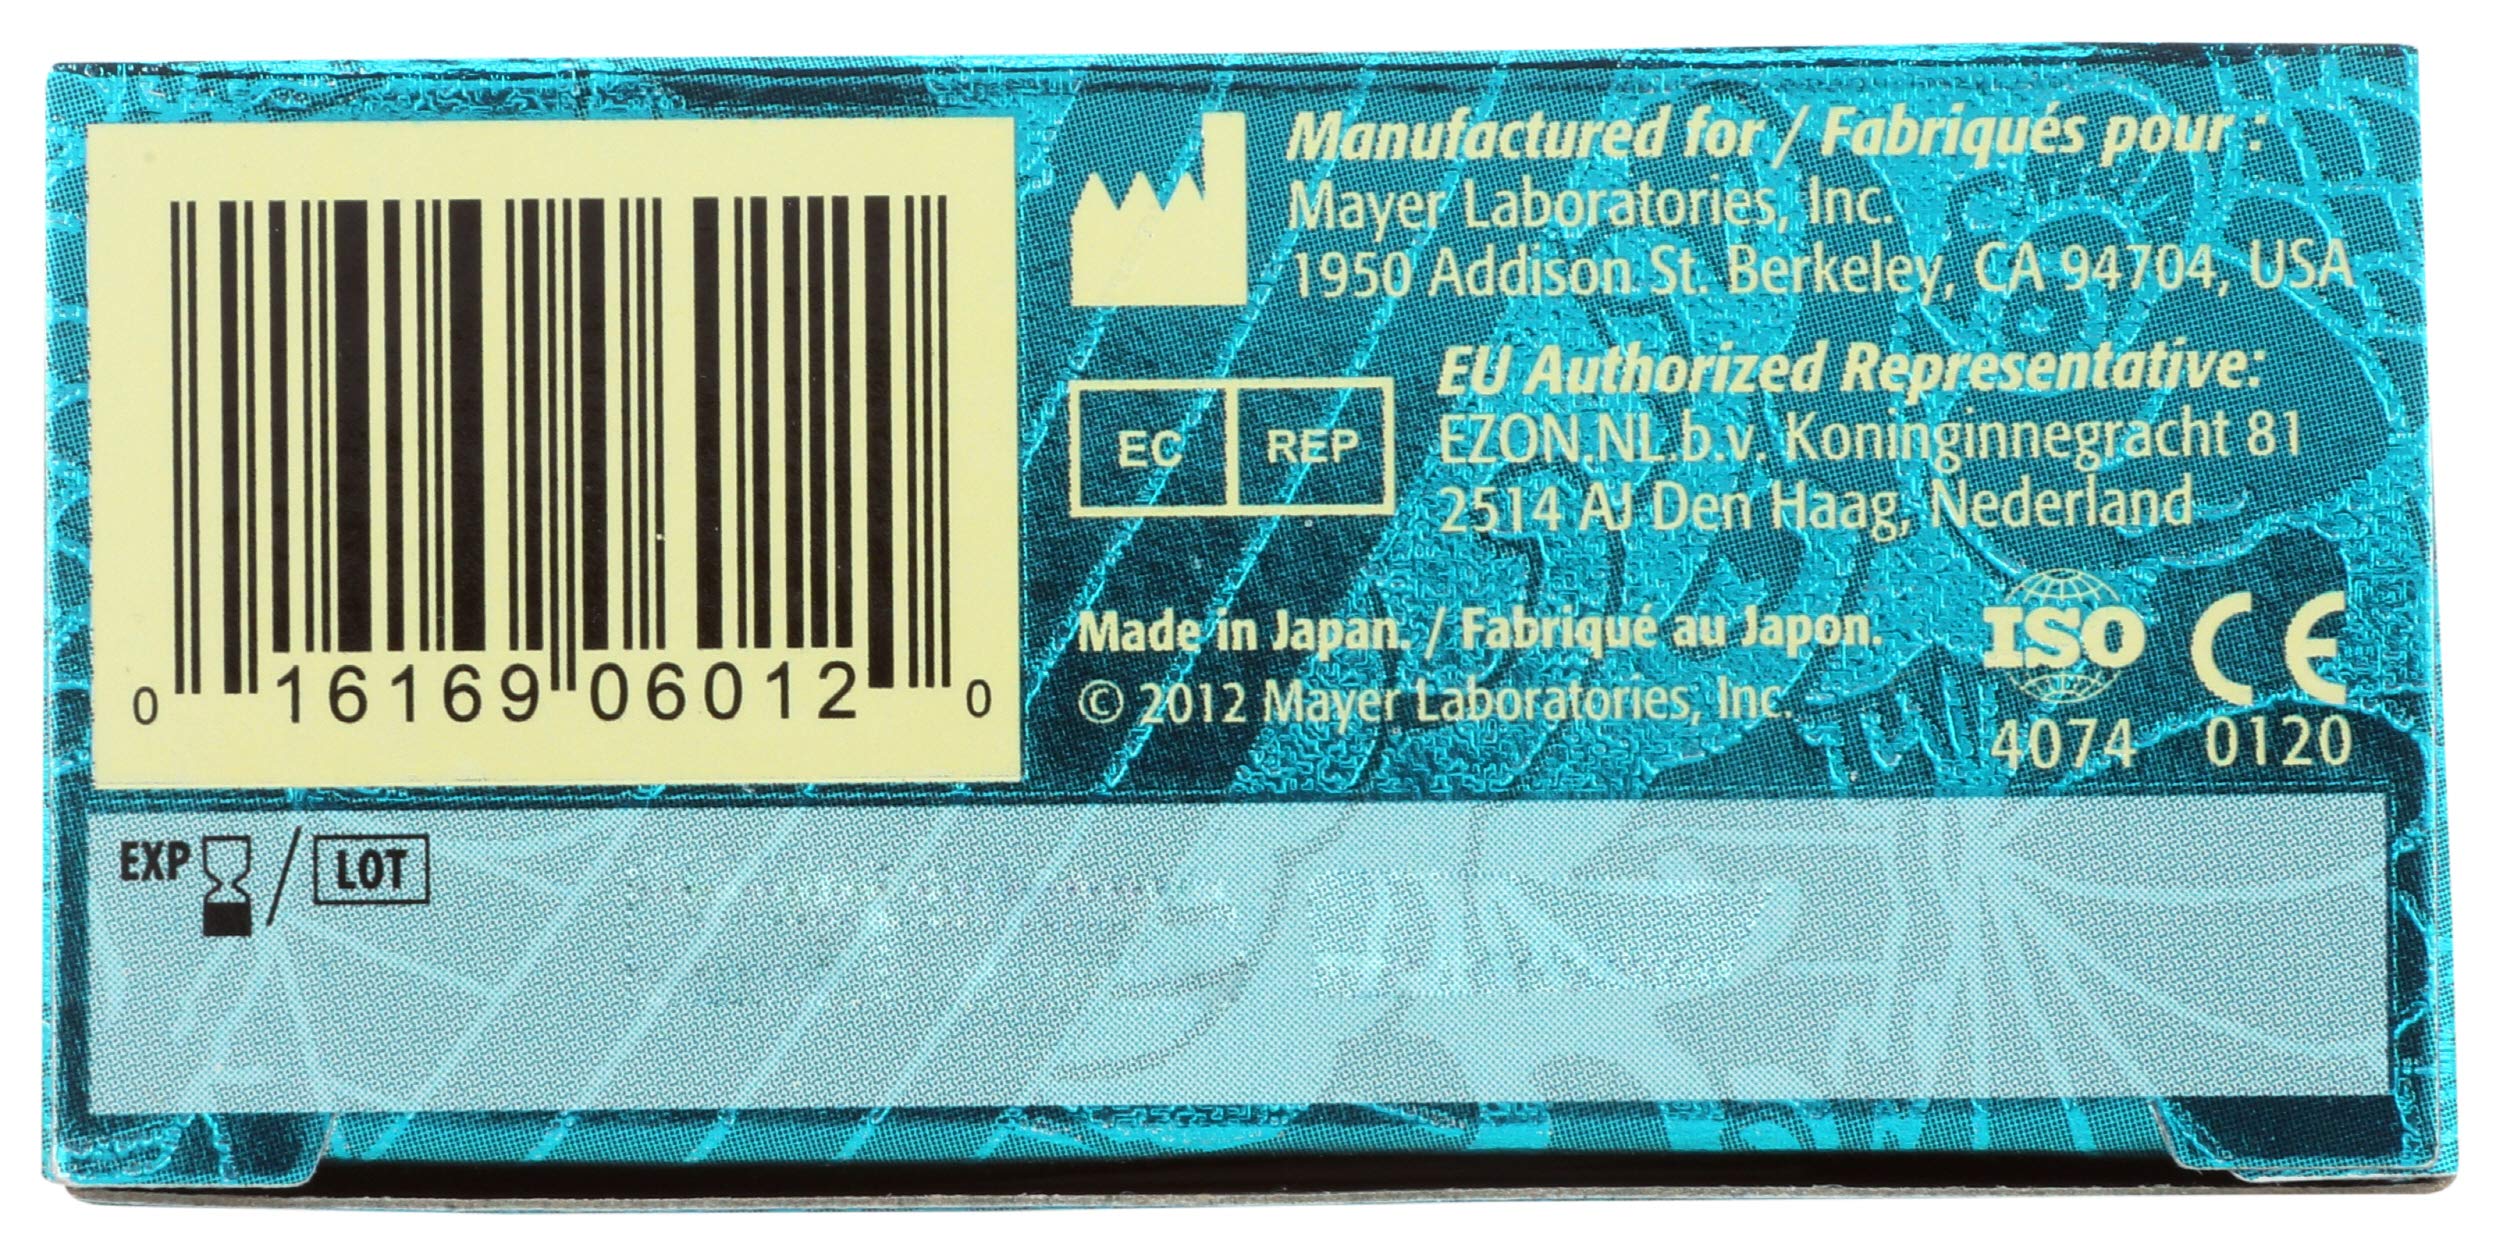 0 16169 06012 0
Manufactured for / Fabriqués pour :
Mayer Laboratories, Inc.
1950 Addison St. Berkeley, CA 94704, USA
EC REP
EU Authorized Representative:
EZON.NL.b.v. Koninginnegracht 81
2514 AJ Den Haag, Nederland
Made in Japan. / Fabriqué au Japon.
© 2012 Mayer Laboratories, Inc.
ISO
4074
CE
0120
EXP / LOT